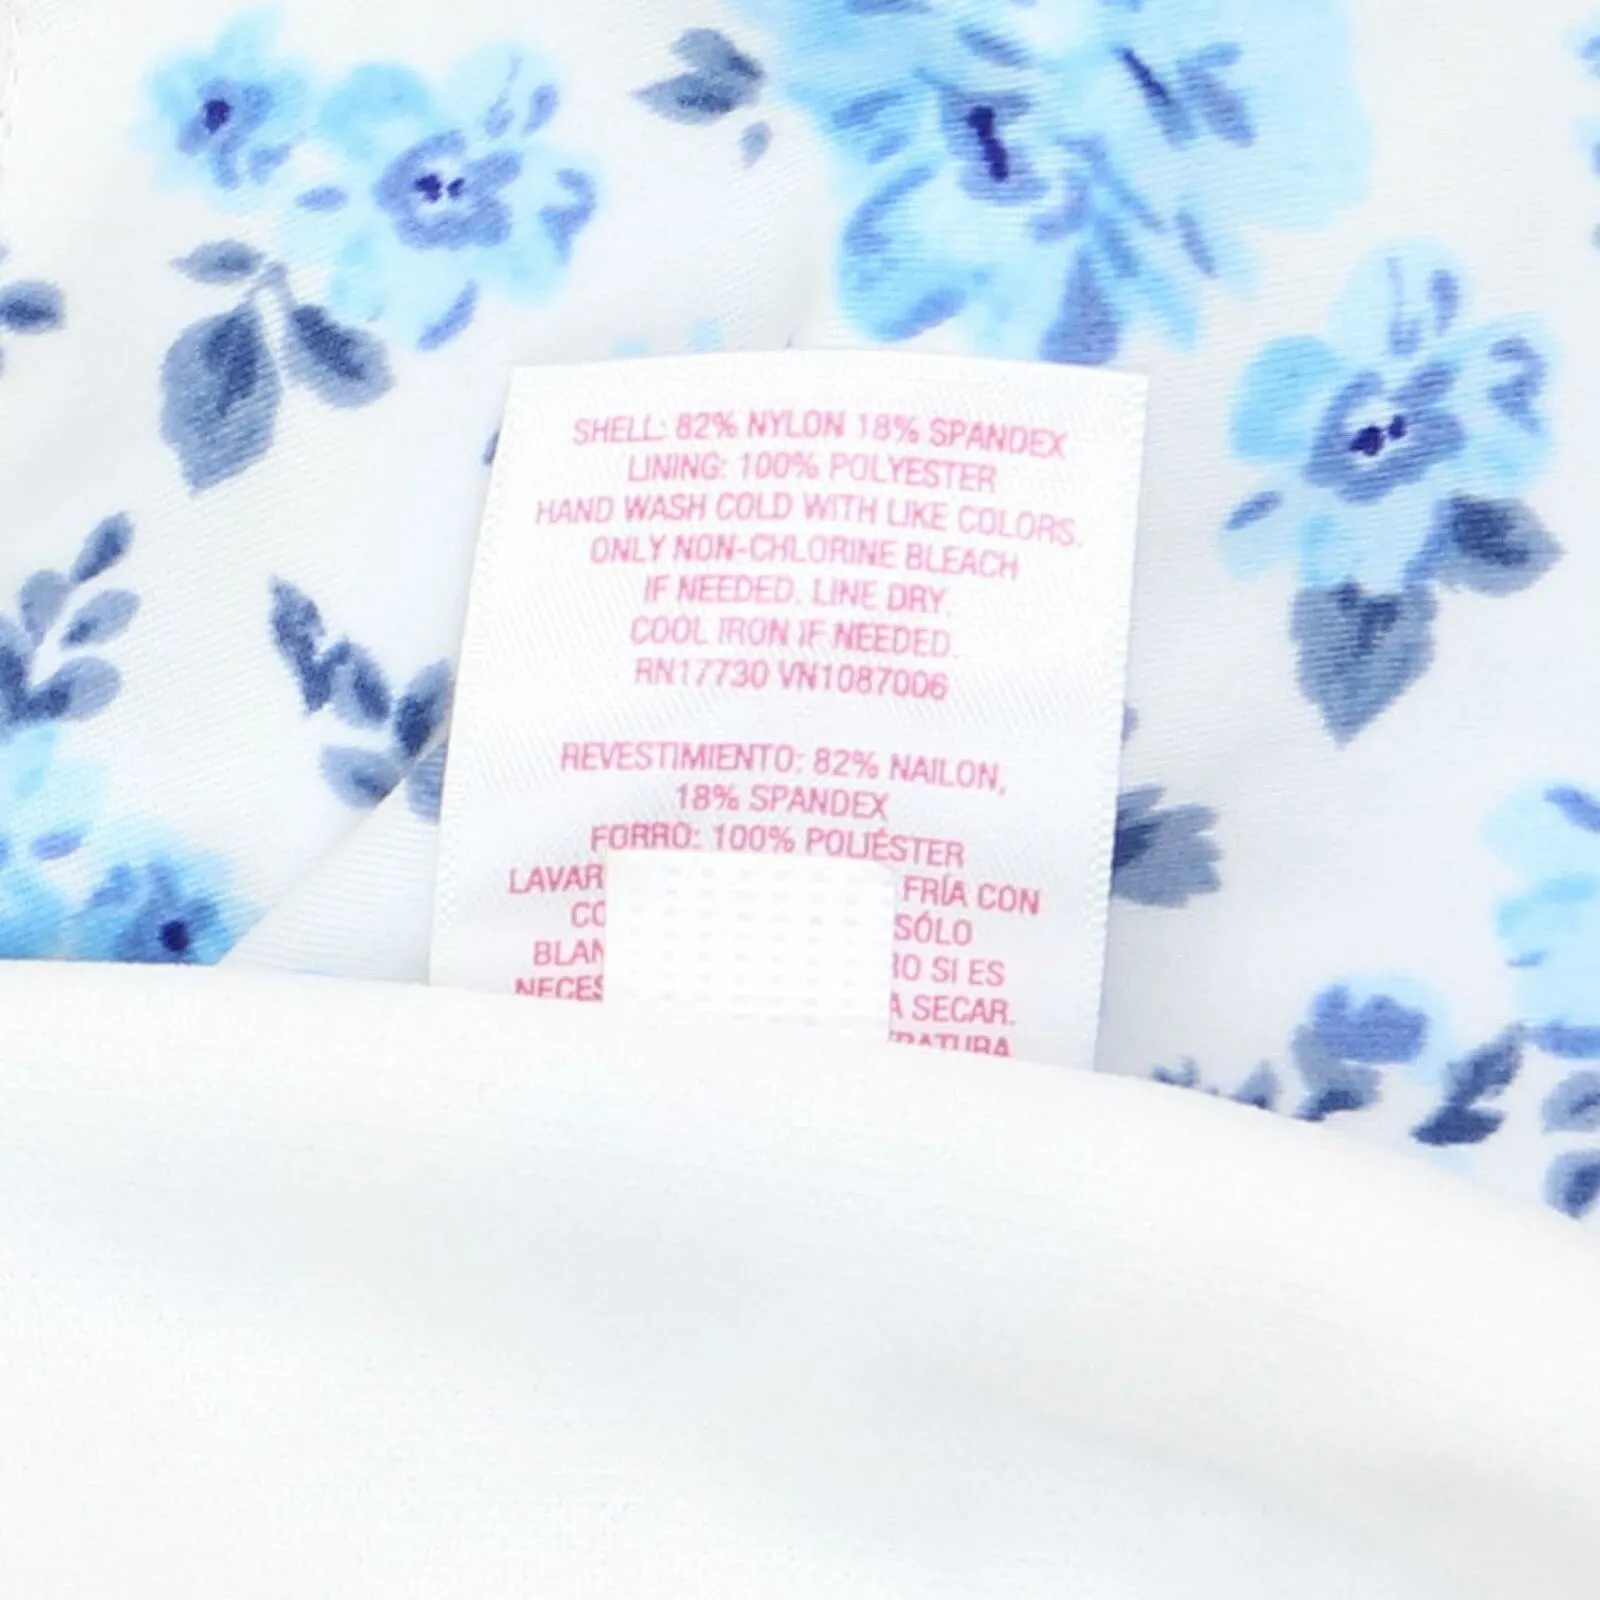 SHELL: 82% NYLON 18% SPANDEX
LINING: 100% POLYESTER
HAND WASH COLD WITH LIKE COLORS.
ONLY NON-CHLORINE BLEACH
IF NEEDED. LINE DRY.
COOL IRON IF NEEDED.
RN17730 VN1087006
REVESTIMIENTO: 82% NAILON,
18% SPANDEX
FORRO: 100% POLIÉSTER
LAVAR FRÍA CON
SÓLO
SI ES
A SECAR.